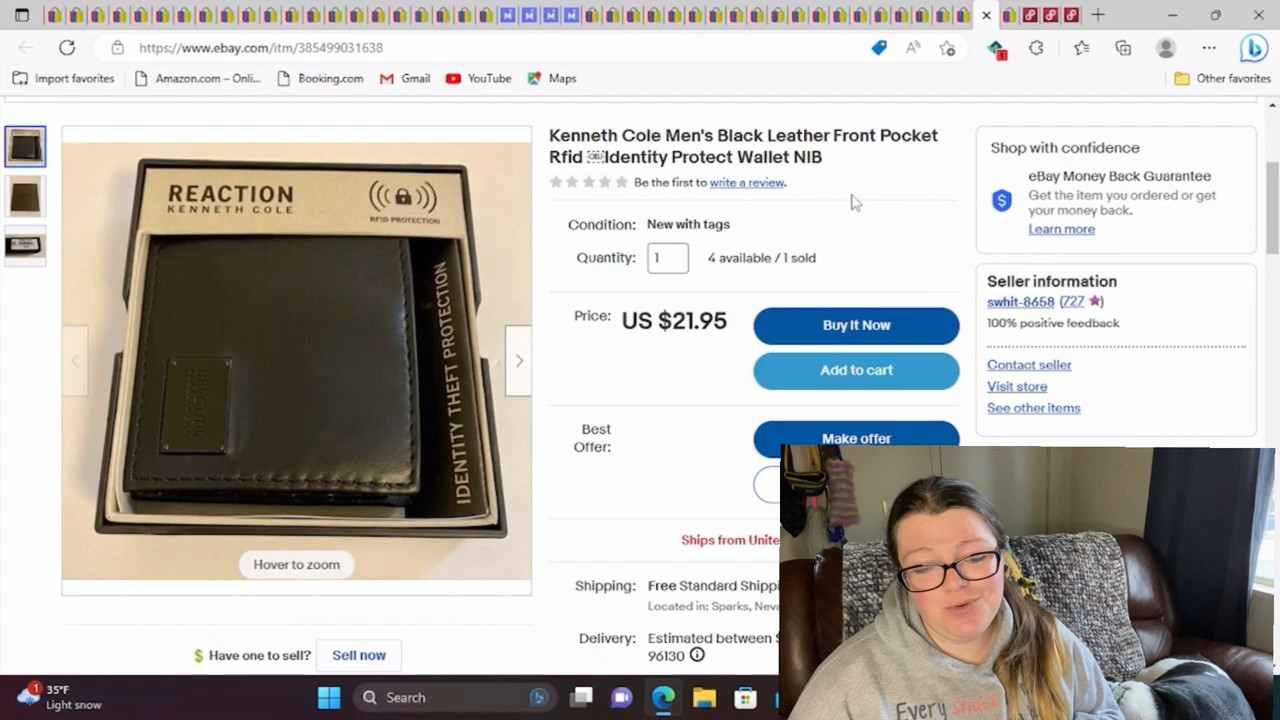 https://www.ebay.com/itm/385499031638
Import favorites
Amazon.com – Onli...
Booking.com
Gmail
YouTube
Maps
Other favorites
REACTION
KENNETH COLE
RFID PROTECTION
IDENTITY THEFT PROTECTION
Hover to zoom
Have one to sell?
Sell now
Kenneth Cole Men's Black Leather Front Pocket
Rfid ￼Identity Protect Wallet NIB
Be the first to write a review.
Condition: New with tags
Quantity: 1 4 available / 1 sold
Price: US $21.95
Buy It Now
Add to cart
Best
Offer:
Make offer
Ships from Unite
Shipping: Free Standard Shippi
Located in: Sparks, Neva
Delivery: Estimated between
96130
Shop with confidence
eBay Money Back Guarantee
Get the item you ordered or get
your money back.
Learn more
Seller information
swhit-8658 (727)
100% positive feedback
Contact seller
Visit store
See other items
Every snack
1
35°F
Light snow
Search